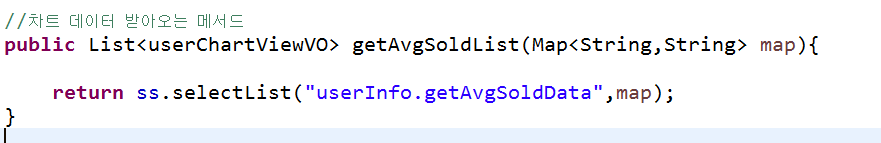 //차트 데이터 받아오는 메서드
public List<userChartViewVO> getAvgSoldList(Map<String,String> map){
return ss.selectList("userInfo.getAvgSoldData",map);
}